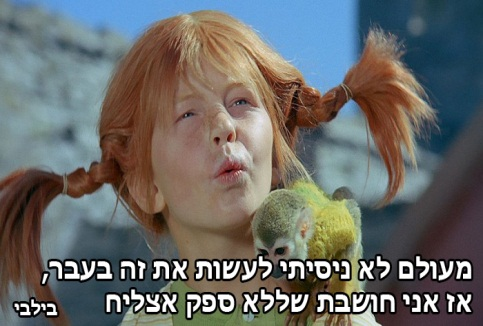 מעולם לא ניסיתי לעשות את זה בעבר,
אז אני חושבת שללא ספק אצליח
בילבי